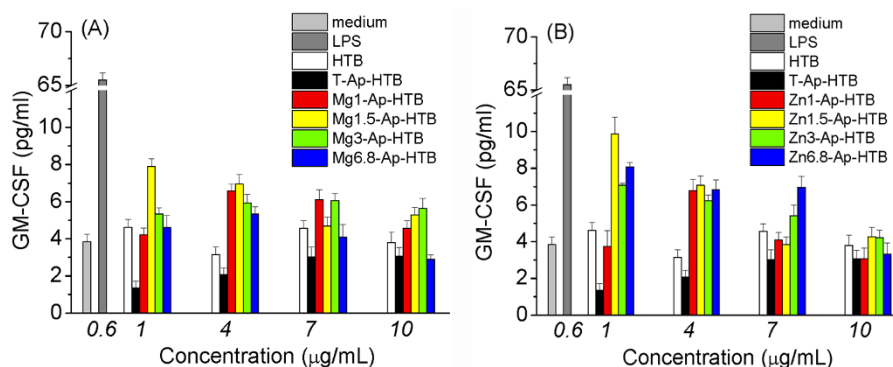 (A)
70
65
10
8
6
4
2
0
GM-CSF (pg/ml)
medium
LPS
HTB
T-Ap-HTB
Mg1-Ap-HTB
Mg1.5-Ap-HTB
Mg3-Ap-HTB
Mg6.8-Ap-HTB
0.6 1 4 7 10
Concentration (μg/mL)
(B)
70
65
10
8
6
4
2
0
GM-CSF (pg/ml)
medium
LPS
HTB
T-Ap-HTB
Zn1-Ap-HTB
Zn1.5-Ap-HTB
Zn3-Ap-HTB
Zn6.8-Ap-HTB
0.6 1 4 7 10
Concentration (μg/mL)